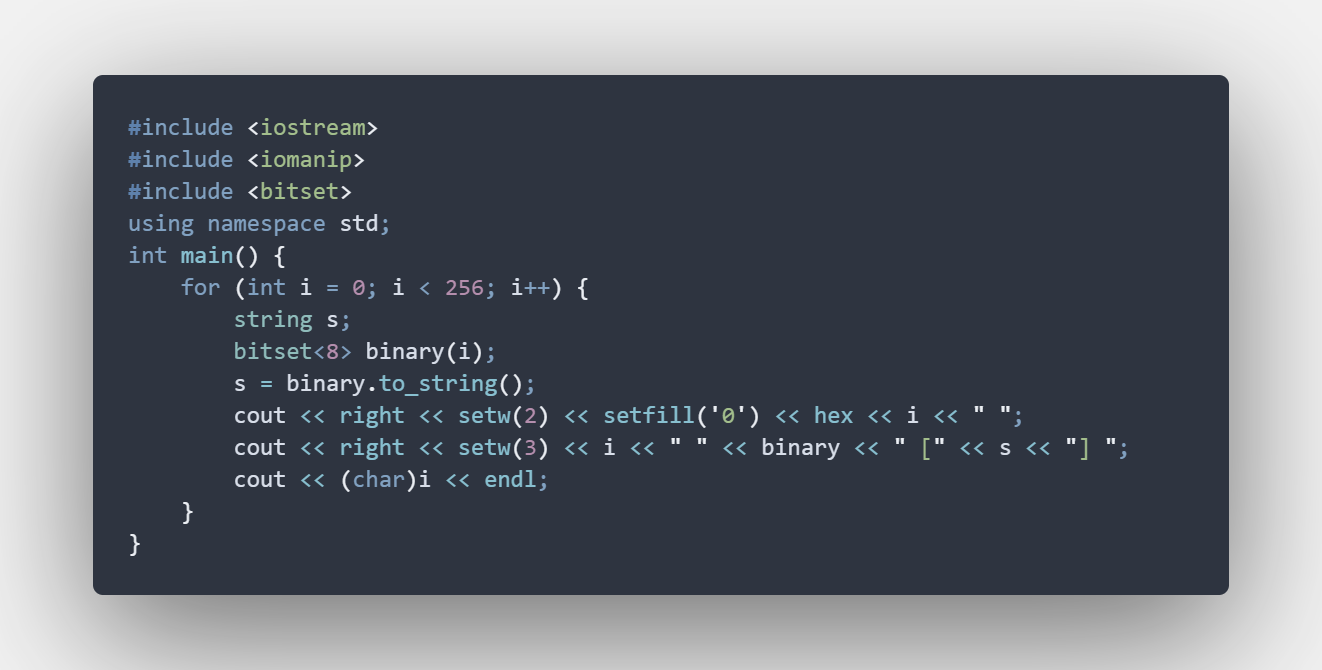 #include <iostream>
#include <iomanip>
#include <bitset>
using namespace std;
int main() {
    for (int i = 0; i < 256; i++) {
        string s;
        bitset<8> binary(i);
        s = binary.to_string();
        cout << right << setw(2) << setfill('0') << hex << i << " ";
        cout << right << setw(3) << i << " " << binary << " [" << s << "] ";
        cout << (char)i << endl;
    }
}